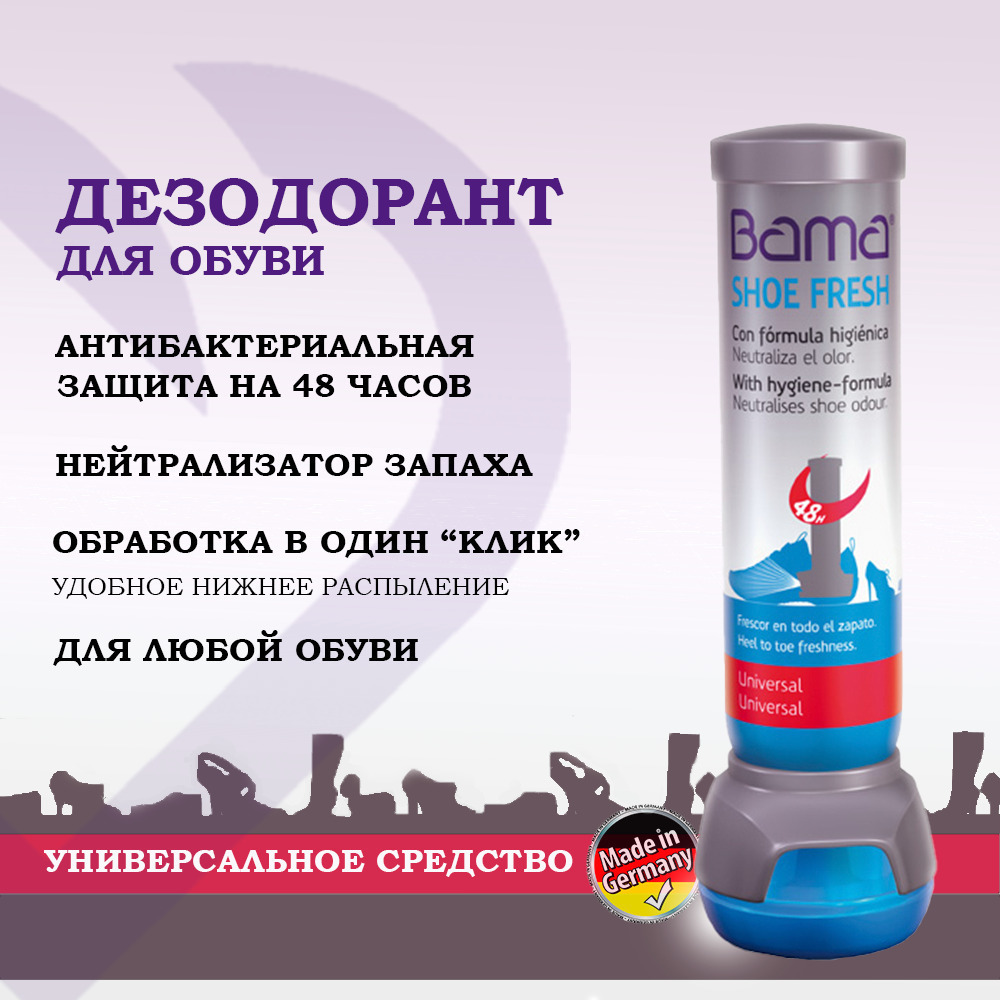 ДЕЗОДОРАНТ
ДЛЯ ОБУВИ
АНТИБАКТЕРИАЛЬНАЯ
ЗАЩИТА НА 48 ЧАСОВ
НЕЙТРАЛИЗАТОР ЗАПАХА
ОБРАБОТКА В ОДИН “КЛИК”
УДОБНОЕ НИЖНЕЕ РАСПЫЛЕНИЕ
ДЛЯ ЛЮБОЙ ОБУВИ
УНИВЕРСАЛЬНОЕ СРЕДСТВО
Made in
Germany
Bama®
SHOE FRESH
Con fórmula higiénica
Neutraliza el olor.
With hygiene-formula
Neutralises shoe odour.
48H
Frescor en todo el zapato.
Heel to toe freshness.
Universal
Universal